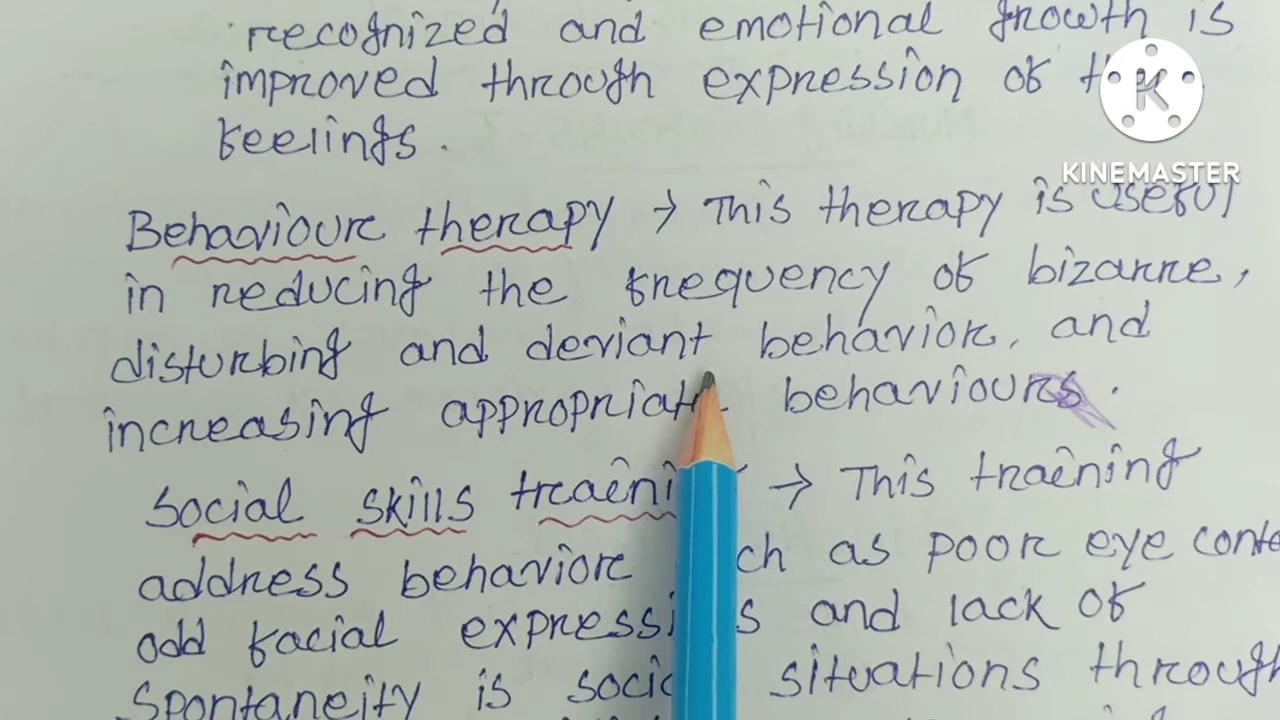 recognized and emotional growth is
improved through expression of
feelings.
K
KINEMASTER
Behaviour therapy → This therapy is useful
in reducing the frequency of bizarre,
disturbing and deviant behavior, and
increasing appropriate behaviours.
Social skills → This training
address behavior as poor eye
odd facial and lack of
spontaneity is situations through